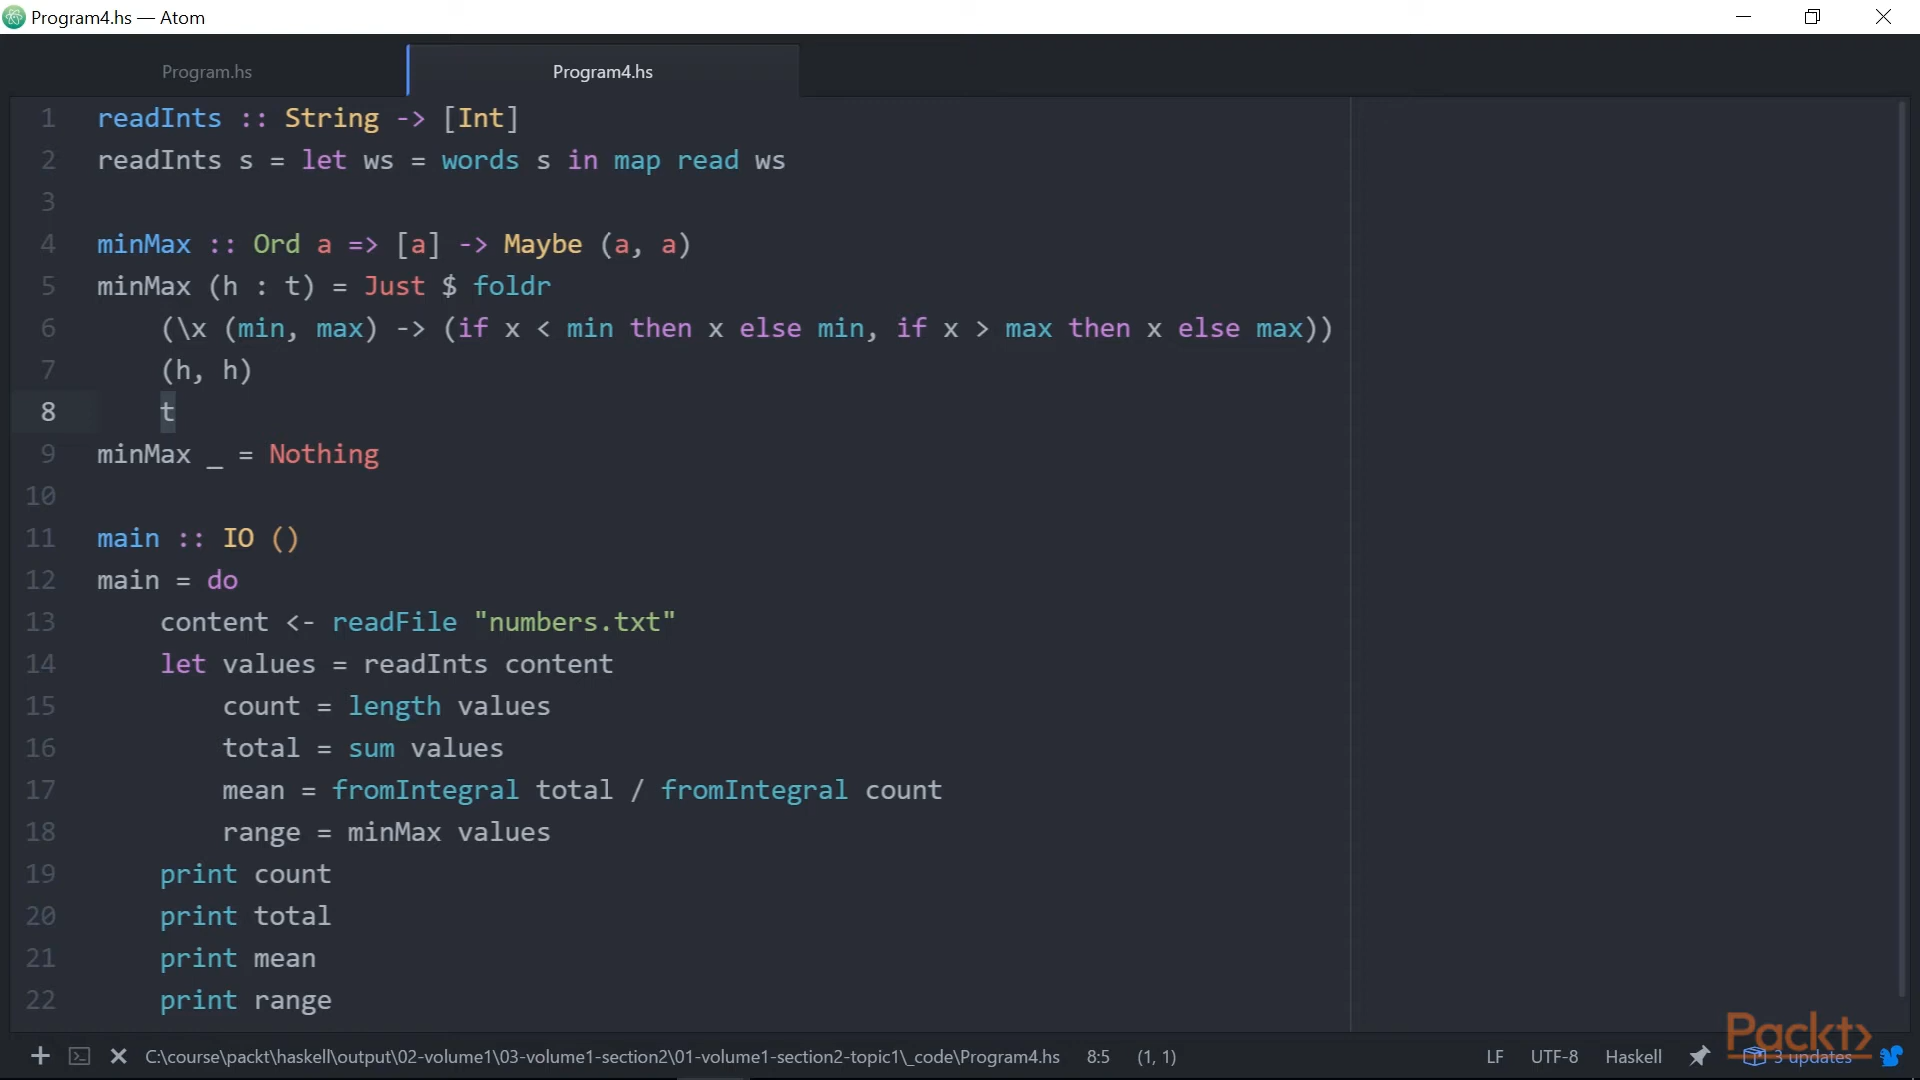 Program4.hs — Atom
Program.hs
Program4.hs
1 readInts :: String -> [Int]
2 readInts s = let ws = words s in map read ws
3
4 minMax :: Ord a => [a] -> Maybe (a, a)
5 minMax (h : t) = Just $ foldr
6     (\x (min, max) -> (if x < min then x else min, if x > max then x else max))
7     (h, h)
8     t
9 minMax _ = Nothing
10
11 main :: IO ()
12 main = do
13     content <- readFile "numbers.txt"
14     let values = readInts content
15         count = length values
16         total = sum values
17         mean = fromIntegral total / fromIntegral count
18         range = minMax values
19     print count
20     print total
21     print mean
22     print range
Packt>
C:\course\packt\haskell\output\02-volume1\03-volume1-section2\01-volume1-section2-topic1\_code\Program4.hs 8:5 (1, 1) LF UTF-8 Haskell 3 updates